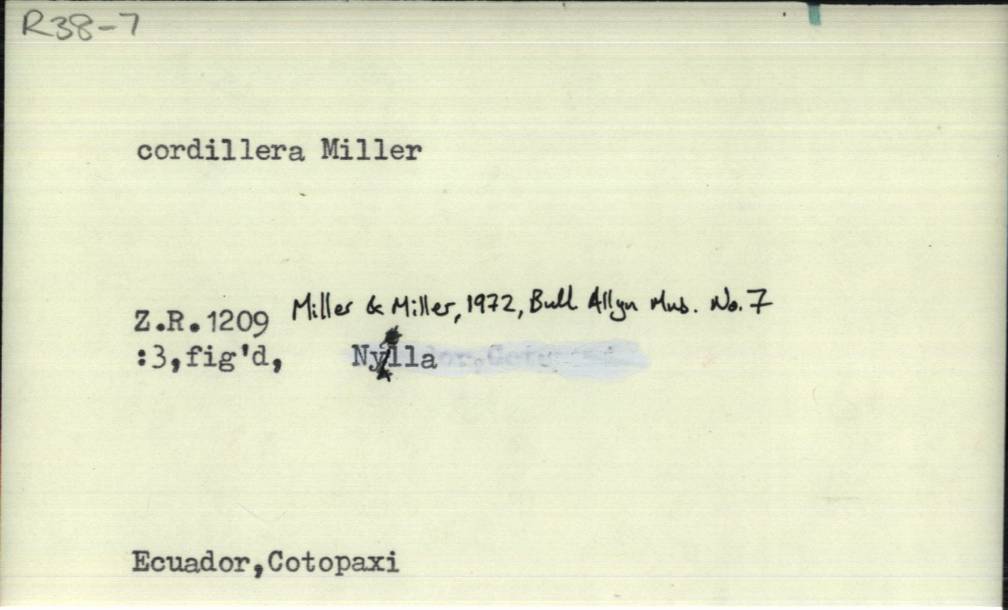 R38-7
cordillera Miller
Z.R.1209 Miller & Miller, 1972, Bull Allyn Mus. No. 7
:3,fig'd, Nylla
Ecuador,Cotopaxi